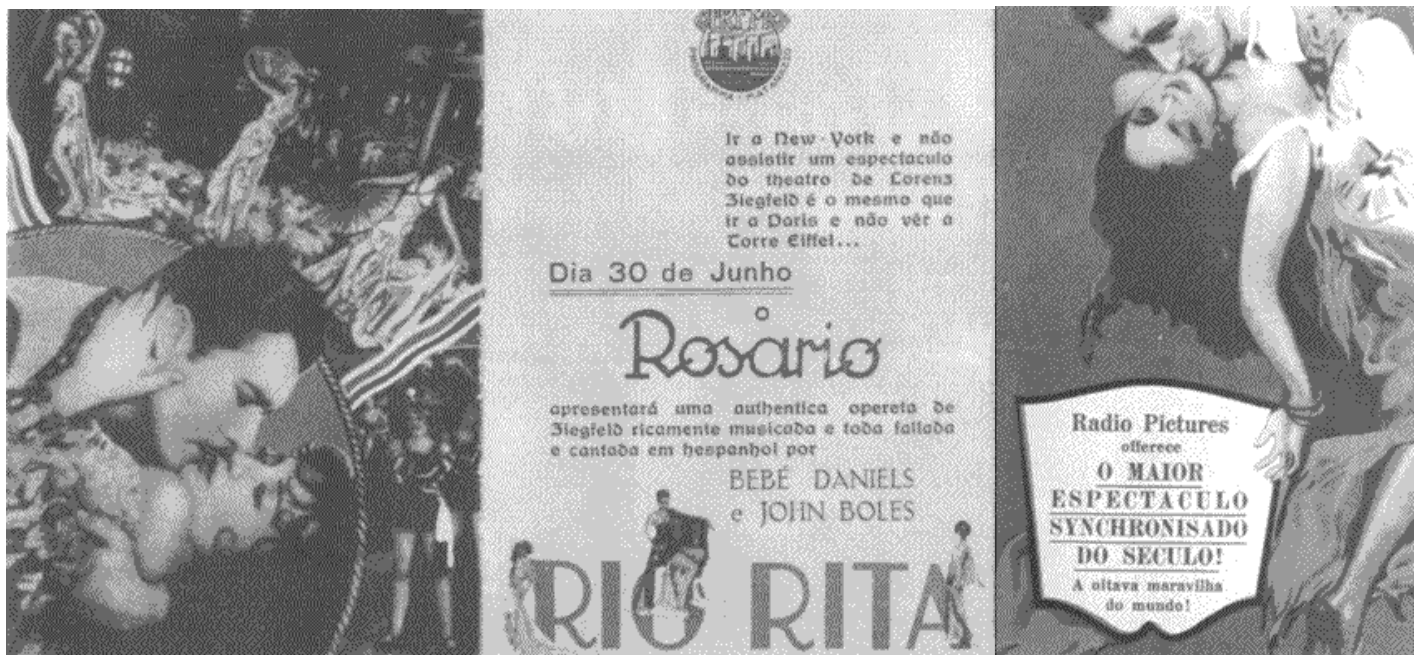 Ir a New-York e não
assistir um espectaculo
do theatro de Lorenz
Ziegfeld é o mesmo que
ir a Paris e não vêr a
Torre Eiffel...
Dia 30 de Junho
o
Rosário
apresentará uma authentica opereta de
Ziegfeld ricamente musicada e toda fallada
e cantada em hespanhol por
BEBÉ DANIELS
e JOHN BOLES
RIO RITA
Radio Pictures
offerece
O MAIOR
ESPECTACULO
SYNCHRONISADO
DO SECULO!
A oitava maravilha
do mundo!